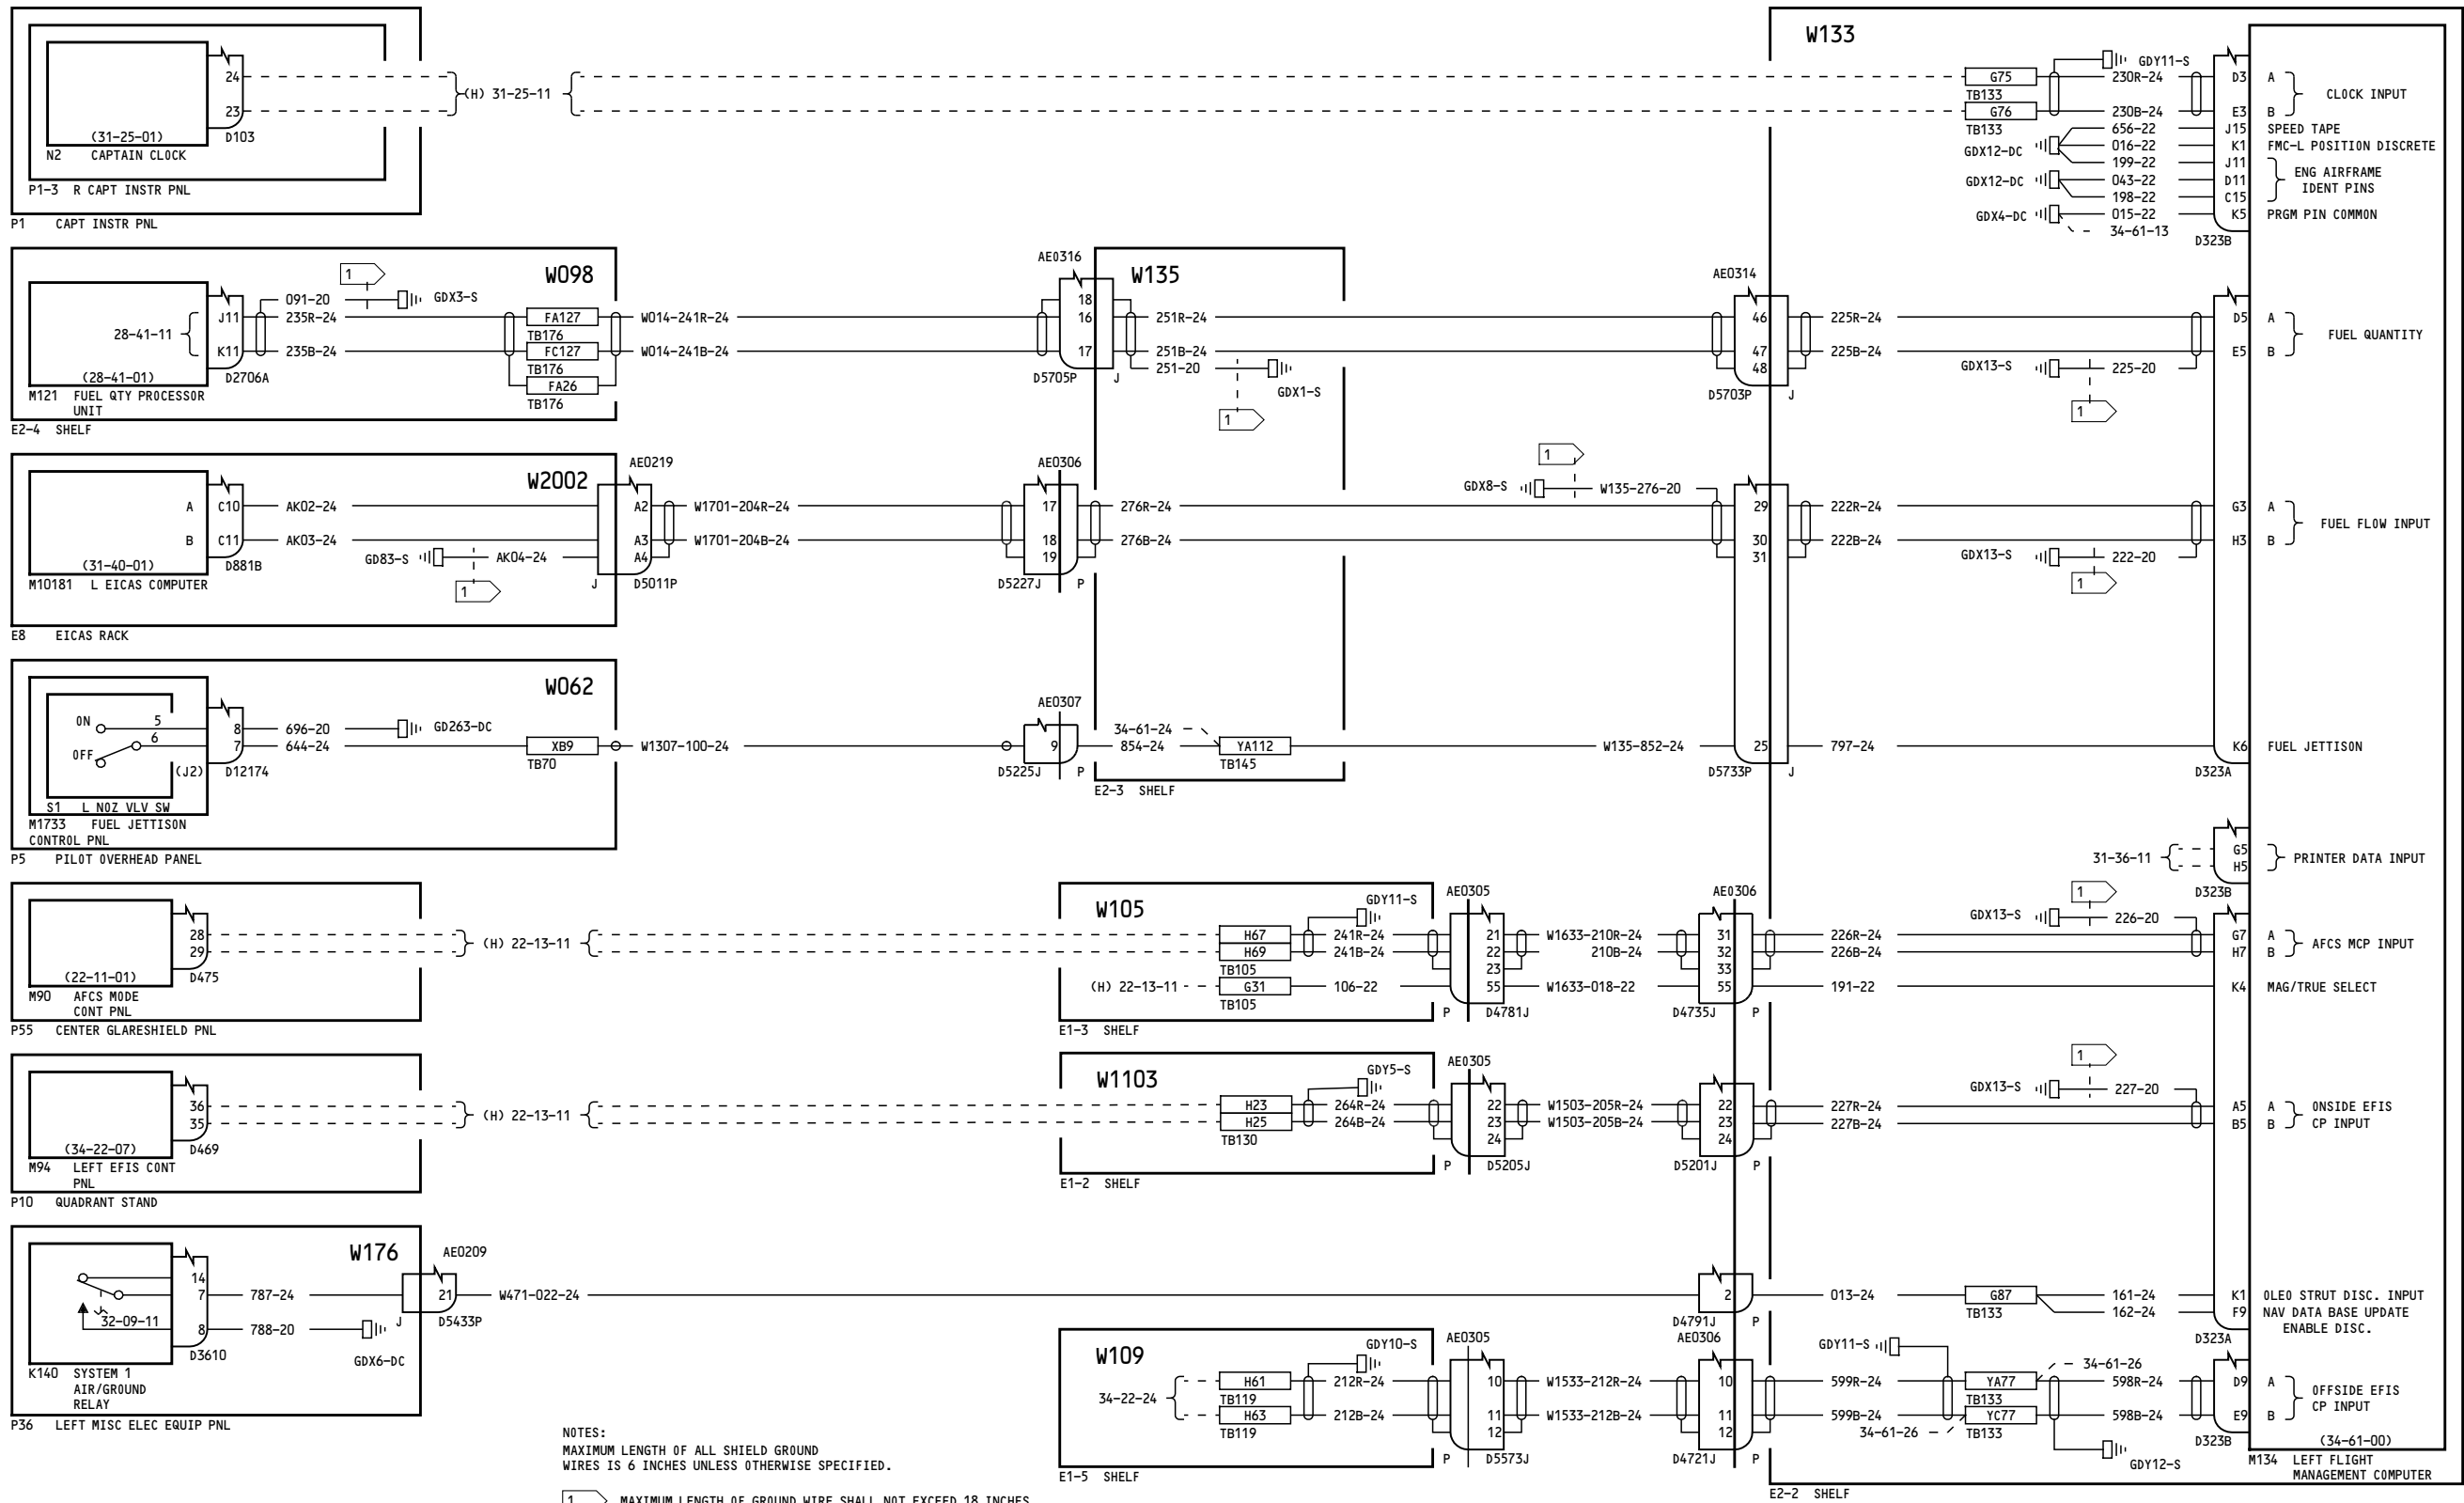 W133
24
23
(H) 31-25-11
(31-25-01)
D103
N2 CAPTAIN CLOCK
P1-3 R CAPT INSTR PNL
P1 CAPT INSTR PNL
GDY11-S
G75
TB133
230R-24
D3 A
G76
TB133
230B-24
E3 B
CLOCK INPUT
656-22
J15 SPEED TAPE
GDX12-DC
016-22
K1 FMC-L POSITION DISCRETE
199-22
J11
GDX12-DC
043-22
D11
198-22
C15
ENG AIRFRAME
IDENT PINS
GDX4-DC
015-22
K5 PRGM PIN COMMON
34-61-13
D323B
W098
1
091-20
GDX3-S
28-41-11
J11
235R-24
FA127
TB176
W014-241R-24
K11
235B-24
FC127
TB176
W014-241B-24
FA26
TB176
(28-41-01)
D2706A
M121 FUEL QTY PROCESSOR
UNIT
E2-4 SHELF
AE0316
W135
18
16
17
D5705P J
251R-24
251B-24
251-20
GDX1-S
1
AE0314
46
47
48
D5703P J
225R-24
225B-24
GDX13-S
225-20
1
D5 A
E5 B
FUEL QUANTITY
W2002
AE0219
A C10
AK02-24
A2
W1701-204R-24
B C11
AK03-24
A3
W1701-204B-24
GD83-S
AK04-24
A4
1
(31-40-01)
D881B
J D5011P
M10181 L EICAS COMPUTER
E8 EICAS RACK
AE0306
17
18
19
D5227J P
276R-24
276B-24
1
GDX8-S
W135-276-20
29
30
31
222R-24
222B-24
GDX13-S
222-20
1
G3 A
H3 B
FUEL FLOW INPUT
W062
ON 5
OFF 6
8
696-20
GD263-DC
7
644-24
XB9
TB70
W1307-100-24
(J2) D12174
S1 L NOZ VLV SW
M1733 FUEL JETTISON
CONTROL PNL
P5 PILOT OVERHEAD PANEL
AE0307
9
D5225J P
34-61-24
854-24
YA112
TB145
E2-3 SHELF
W135-852-24
25
D5733P J
797-24
K6 FUEL JETTISON
D323A
31-36-11
G5
H5
PRINTER DATA INPUT
D323B
28
29
(H) 22-13-11
(22-11-01)
D475
M90 AFCS MODE
CONT PNL
P55 CENTER GLARESHIELD PNL
W105
GDY11-S
H67
241R-24
H69
241B-24
TB105
(H) 22-13-11
G31
106-22
TB105
E1-3 SHELF
AE0305
21
22
23
55
P D4781J
W1633-210R-24
210B-24
W1633-018-22
AE0306
31
32
33
55
D4735J P
1
GDX13-S
226-20
226R-24
226B-24
191-22
G7 A
H7 B
AFCS MCP INPUT
K4 MAG/TRUE SELECT
36
35
(H) 22-13-11
(34-22-07)
D469
M94 LEFT EFIS CONT
PNL
P10 QUADRANT STAND
W1103
GDY5-S
H23
264R-24
H25
264B-24
TB130
E1-2 SHELF
AE0305
22
23
24
P D5205J
W1503-205R-24
W1503-205B-24
22
23
24
D5201J P
1
GDX13-S
227-20
227R-24
227B-24
A5 A
B5 B
ONSIDE EFIS
CP INPUT
W176
AE0209
14
7
787-24
21
W471-022-24
32-09-11
8
788-20
J D5433P
D3610
GDX6-DC
K140 SYSTEM 1
AIR/GROUND
RELAY
P36 LEFT MISC ELEC EQUIP PNL
2
D4791J P
013-24
G87
TB133
161-24
162-24
K1 OLEO STRUT DISC. INPUT
F9 NAV DATA BASE UPDATE
ENABLE DISC.
D323A
W109
GDY10-S
34-22-24
H61
TB119
212R-24
H63
TB119
212B-24
E1-5 SHELF
AE0305
10
11
12
P D5573J
W1533-212R-24
W1533-212B-24
AE0306
10
11
12
D4721J P
GDY11-S
599R-24
599B-24
34-61-26
YA77
TB133
598R-24
YC77
TB133
598B-24
34-61-26
GDY12-S
D9 A
E9 B
OFFSIDE EFIS
CP INPUT
D323B
(34-61-00)
M134 LEFT FLIGHT
MANAGEMENT COMPUTER
E2-2 SHELF
NOTES:
MAXIMUM LENGTH OF ALL SHIELD GROUND
WIRES IS 6 INCHES UNLESS OTHERWISE SPECIFIED.
1 MAXIMUM LENGTH OF GROUND WIRE SHALL NOT EXCEED 18 INCHES